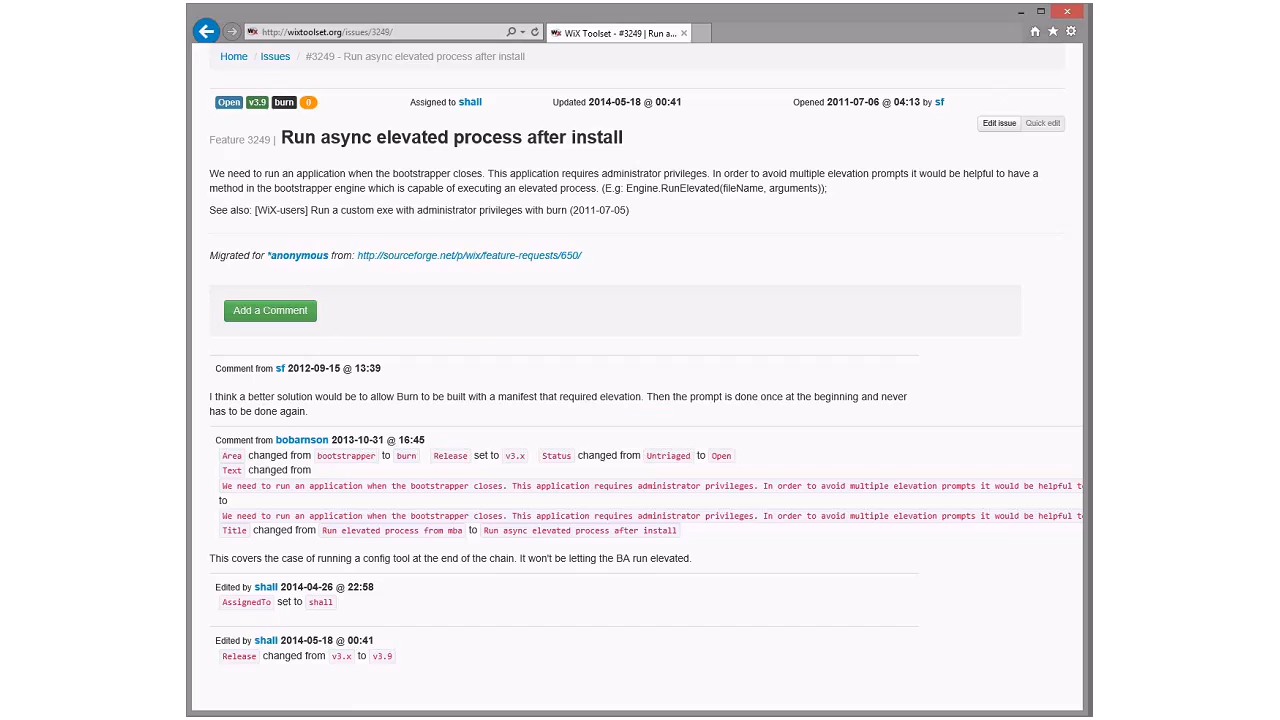 http://wixtoolset.org/issues/3249/
WiX Toolset - #3249 | Run a...
Home / Issues / #3249 - Run async elevated process after install
Open v3.9 burn 0 Assigned to shall Updated 2014-05-18 @ 00:41 Opened 2011-07-06 @ 04:13 by sf
Edit issue Quick edit
Feature 3249 | Run async elevated process after install
We need to run an application when the bootstrapper closes. This application requires administrator privileges. In order to avoid multiple elevation prompts it would be helpful to have a
method in the bootstrapper engine which is capable of executing an elevated process. (E.g: Engine.RunElevated(fileName, arguments));
See also: [WiX-users] Run a custom exe with administrator privileges with burn (2011-07-05)
Migrated for *anonymous from: http://sourceforge.net/p/wix/feature-requests/650/
Add a Comment
Comment from sf 2012-09-15 @ 13:39
I think a better solution would be to allow Burn to be built with a manifest that required elevation. Then the prompt is done once at the beginning and never
has to be done again.
Comment from bobarnson 2013-10-31 @ 16:45
Area changed from bootstrapper to burn Release set to v3.x Status changed from Untriaged to Open
Text changed from
We need to run an application when the bootstrapper closes. This application requires administrator privileges. In order to avoid multiple elevation prompts it would be helpful t
to
We need to run an application when the bootstrapper closes. This application requires administrator privileges. In order to avoid multiple elevation prompts it would be helpful t
Title changed from Run elevated process from mba to Run async elevated process after install
This covers the case of running a config tool at the end of the chain. It won't be letting the BA run elevated.
Edited by shall 2014-04-26 @ 22:58
AssignedTo set to shall
Edited by shall 2014-05-18 @ 00:41
Release changed from v3.x to v3.9